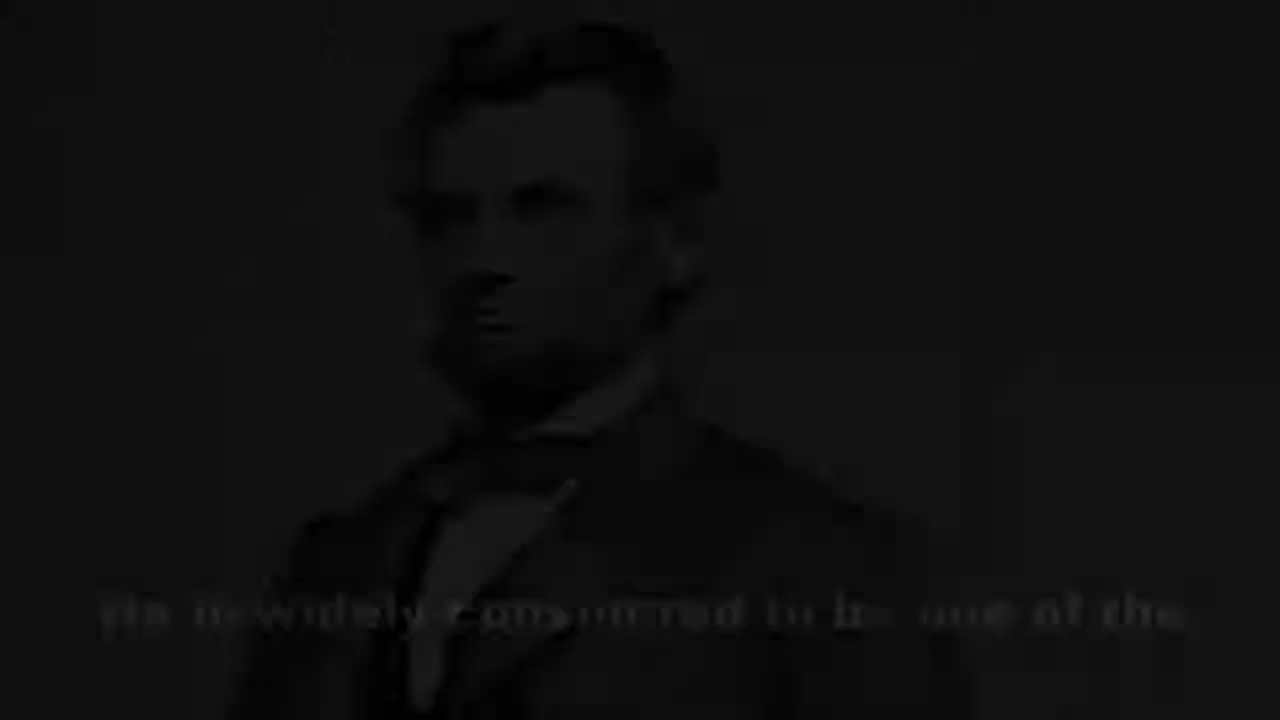 He is widely considered to be one of the